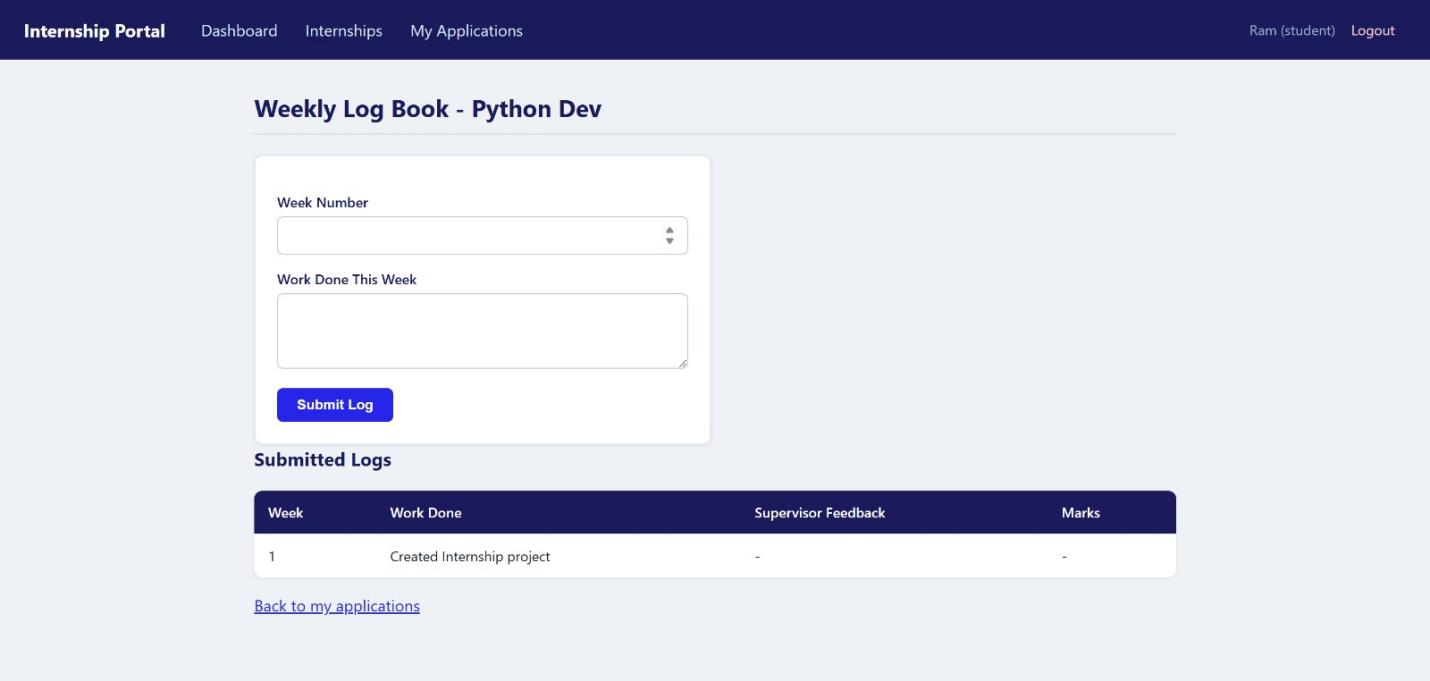 Internship Portal Dashboard Internships My Applications Ram (student) Logout
Weekly Log Book - Python Dev
Week Number
Work Done This Week
Submit Log
Submitted Logs
Week Work Done Supervisor Feedback Marks
1 Created Internship project - -
Back to my applications